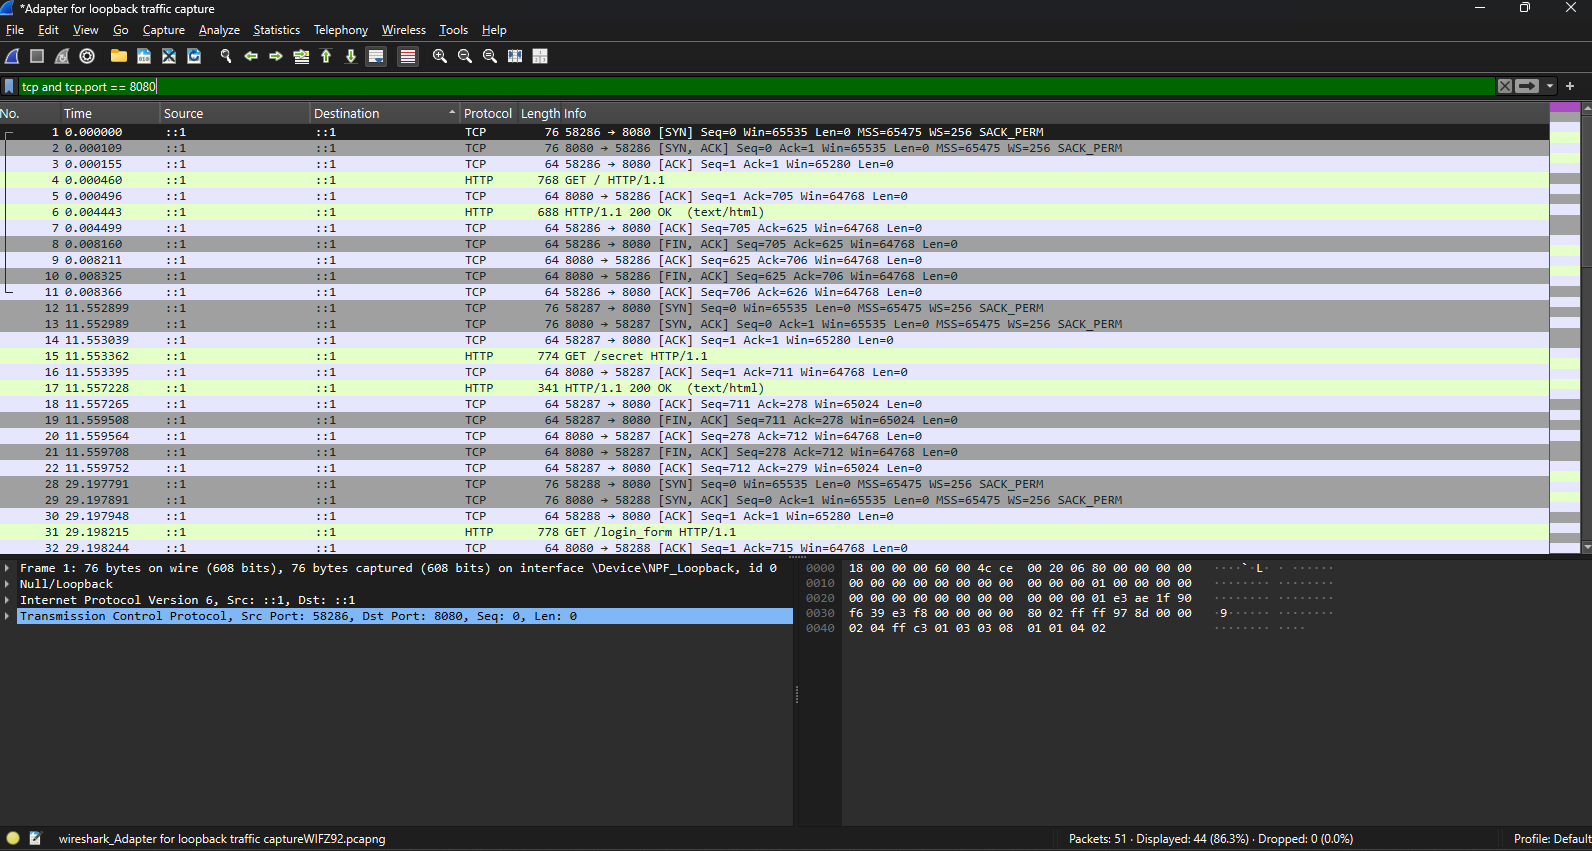 *Adapter for loopback traffic capture
File Edit View Go Capture Analyze Statistics Telephony Wireless Tools Help
tcp and tcp.port == 8080
No. Time Source Destination Protocol Length Info
1 0.000000 ::1 ::1 TCP 76 58286 → 8080 [SYN] Seq=0 Win=65535 Len=0 MSS=65475 WS=256 SACK_PERM
2 0.000109 ::1 ::1 TCP 76 8080 → 58286 [SYN, ACK] Seq=0 Ack=1 Win=65535 Len=0 MSS=65475 WS=256 SACK_PERM
3 0.000155 ::1 ::1 TCP 64 58286 → 8080 [ACK] Seq=1 Ack=1 Win=65280 Len=0
4 0.000460 ::1 ::1 HTTP 768 GET / HTTP/1.1
5 0.000496 ::1 ::1 TCP 64 8080 → 58286 [ACK] Seq=1 Ack=705 Win=64768 Len=0
6 0.004443 ::1 ::1 HTTP 688 HTTP/1.1 200 OK (text/html)
7 0.004499 ::1 ::1 TCP 64 58286 → 8080 [ACK] Seq=705 Ack=625 Win=64768 Len=0
8 0.008160 ::1 ::1 TCP 64 58286 → 8080 [FIN, ACK] Seq=705 Ack=625 Win=64768 Len=0
9 0.008211 ::1 ::1 TCP 64 8080 → 58286 [ACK] Seq=625 Ack=706 Win=64768 Len=0
10 0.008325 ::1 ::1 TCP 64 8080 → 58286 [FIN, ACK] Seq=625 Ack=706 Win=64768 Len=0
11 0.008366 ::1 ::1 TCP 64 58286 → 8080 [ACK] Seq=706 Ack=626 Win=64768 Len=0
12 11.552899 ::1 ::1 TCP 76 58287 → 8080 [SYN] Seq=0 Win=65535 Len=0 MSS=65475 WS=256 SACK_PERM
13 11.552989 ::1 ::1 TCP 76 8080 → 58287 [SYN, ACK] Seq=0 Ack=1 Win=65535 Len=0 MSS=65475 WS=256 SACK_PERM
14 11.553039 ::1 ::1 TCP 64 58287 → 8080 [ACK] Seq=1 Ack=1 Win=65280 Len=0
15 11.553362 ::1 ::1 HTTP 774 GET /secret HTTP/1.1
16 11.553395 ::1 ::1 TCP 64 8080 → 58287 [ACK] Seq=1 Ack=711 Win=64768 Len=0
17 11.557228 ::1 ::1 HTTP 341 HTTP/1.1 200 OK (text/html)
18 11.557265 ::1 ::1 TCP 64 58287 → 8080 [ACK] Seq=711 Ack=278 Win=65024 Len=0
19 11.559508 ::1 ::1 TCP 64 58287 → 8080 [FIN, ACK] Seq=711 Ack=278 Win=65024 Len=0
20 11.559564 ::1 ::1 TCP 64 8080 → 58287 [ACK] Seq=278 Ack=712 Win=64768 Len=0
21 11.559708 ::1 ::1 TCP 64 8080 → 58287 [FIN, ACK] Seq=278 Ack=712 Win=64768 Len=0
22 11.559752 ::1 ::1 TCP 64 58287 → 8080 [ACK] Seq=712 Ack=279 Win=65024 Len=0
28 29.197791 ::1 ::1 TCP 76 58288 → 8080 [SYN] Seq=0 Win=65535 Len=0 MSS=65475 WS=256 SACK_PERM
29 29.197891 ::1 ::1 TCP 76 8080 → 58288 [SYN, ACK] Seq=0 Ack=1 Win=65535 Len=0 MSS=65475 WS=256 SACK_PERM
30 29.197948 ::1 ::1 TCP 64 58288 → 8080 [ACK] Seq=1 Ack=1 Win=65280 Len=0
31 29.198215 ::1 ::1 HTTP 778 GET /login_form HTTP/1.1
32 29.198244 ::1 ::1 TCP 64 8080 → 58288 [ACK] Seq=1 Ack=715 Win=64768 Len=0
Frame 1: 76 bytes on wire (608 bits), 76 bytes captured (608 bits) on interface \Device\NPF_Loopback, id 0
Null/Loopback
Internet Protocol Version 6, Src: ::1, Dst: ::1
Transmission Control Protocol, Src Port: 58286, Dst Port: 8080, Seq: 0, Len: 0
0000 18 00 00 00 60 00 4c ce 00 20 06 80 00 00 00 00 ····`·L· · ······
0010 00 00 00 00 00 00 00 00 00 00 00 01 00 00 00 00 ········ ········
0020 00 00 00 00 00 00 00 00 00 00 00 01 e3 ae 1f 90 ········ ········
0030 f6 39 e3 f8 00 00 00 00 80 02 ff ff 97 8d 00 00 ·9······ ········
0040 02 04 ff c3 01 03 03 08 01 01 04 02 ········ ····
wireshark_Adapter for loopback traffic captureWIFZ92.pcapng
Packets: 51 · Displayed: 44 (86.3%) · Dropped: 0 (0.0%)
Profile: Default